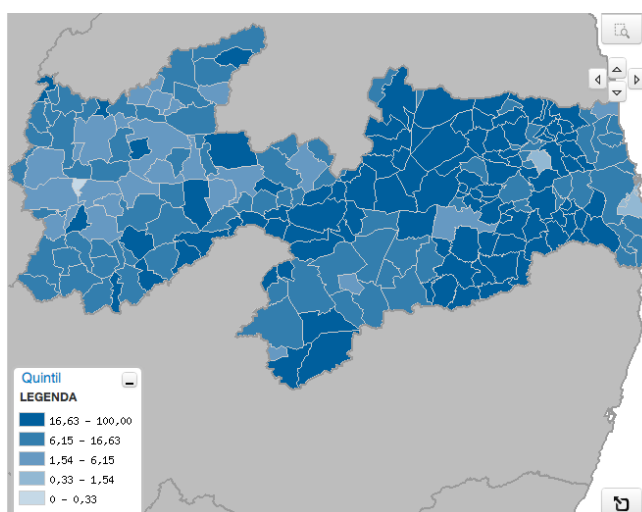 Quintil
LEGENDA
16,63 - 100,00
6,15 - 16,63
1,54 - 6,15
0,33 - 1,54
0 - 0,33